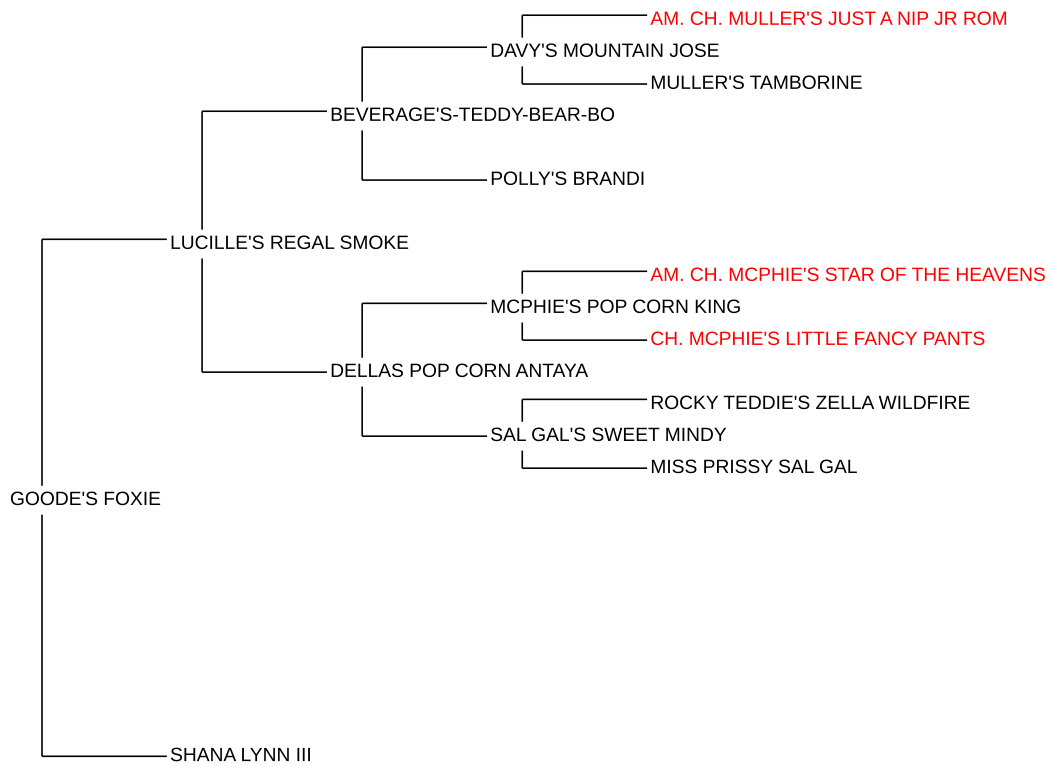 AM. CH. MULLER'S JUST A NIP JR ROM
DAVY'S MOUNTAIN JOSE
MULLER'S TAMBORINE
BEVERAGE'S-TEDDY-BEAR-BO
POLLY'S BRANDI
LUCILLE'S REGAL SMOKE
AM. CH. MCPHIE'S STAR OF THE HEAVENS
MCPHIE'S POP CORN KING
CH. MCPHIE'S LITTLE FANCY PANTS
DELLAS POP CORN ANTAYA
ROCKY TEDDIE'S ZELLA WILDFIRE
SAL GAL'S SWEET MINDY
MISS PRISSY SAL GAL
GOODE'S FOXIE
SHANA LYNN III